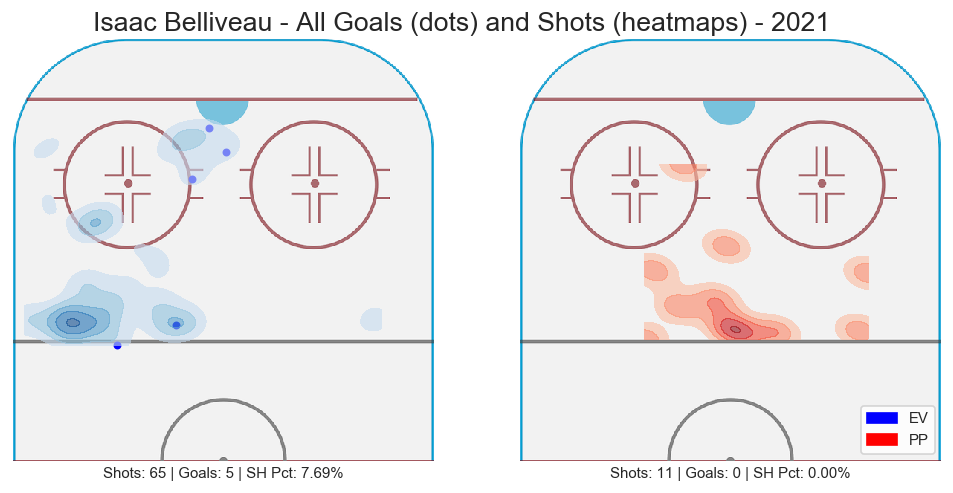 Isaac Belliveau - All Goals (dots) and Shots (heatmaps) - 2021
EV
PP
Shots: 65 | Goals: 5 | SH Pct: 7.69%
Shots: 11 | Goals: 0 | SH Pct: 0.00%